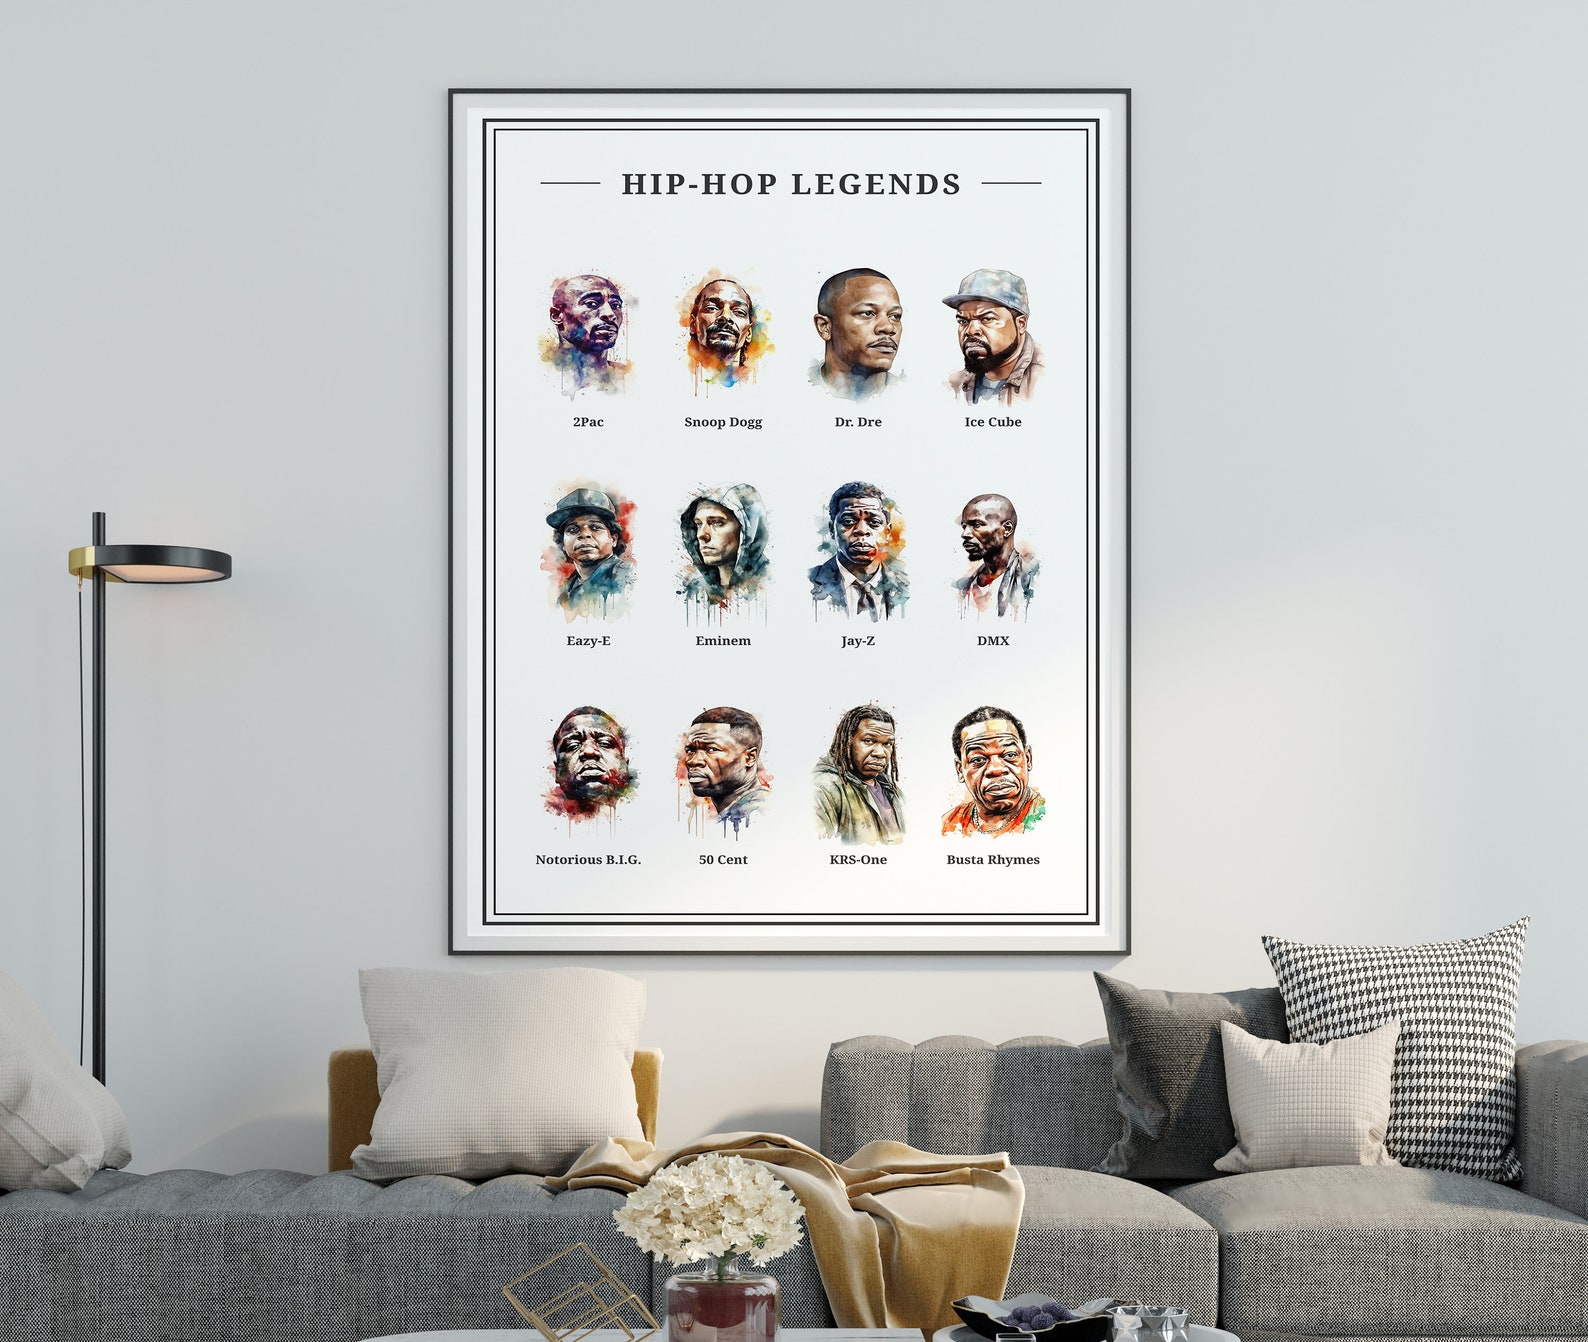 HIP-HOP LEGENDS
2Pac Snoop Dogg Dr. Dre Ice Cube
Eazy-E Eminem Jay-Z DMX
Notorious B.I.G. 50 Cent KRS-One Busta Rhymes